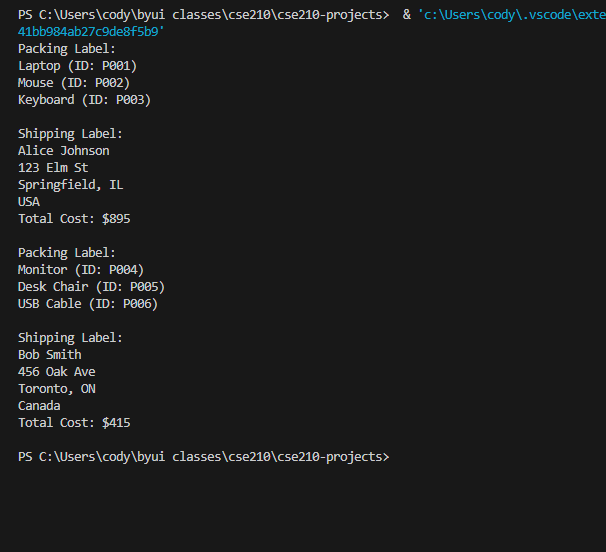 PS C:\Users\cody\byui classes\cse210\cse210-projects>  & 'c:\Users\cody\.vscode\exte
41bb984ab27c9de8f5b9'
Packing Label:
Laptop (ID: P001)
Mouse (ID: P002)
Keyboard (ID: P003)

Shipping Label:
Alice Johnson
123 Elm St
Springfield, IL
USA
Total Cost: $895

Packing Label:
Monitor (ID: P004)
Desk Chair (ID: P005)
USB Cable (ID: P006)

Shipping Label:
Bob Smith
456 Oak Ave
Toronto, ON
Canada
Total Cost: $415

PS C:\Users\cody\byui classes\cse210\cse210-projects>